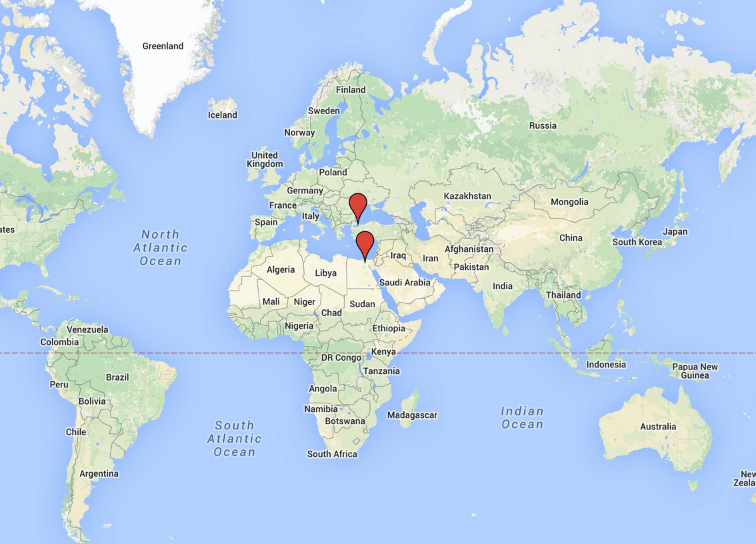 Greenland
Finland
Iceland
Sweden
Norway
Russia
United
Kingdom
Poland
Germany
Kazakhstan
France
Mongolia
Italy
Spain
ates
Japan
North
Atlantic
Ocean
China
South Korea
Afghanistan
Iraq
Iran
Pakistan
Algeria
Libya
Saudi Arabia
India
Thailand
Mali
Niger
Sudan
Chad
Nigeria
Ethiopia
Venezuela
Colombia
Kenya
DR Congo
Indonesia
Papua New
Guinea
Tanzania
Peru
Brazil
Angola
Bolivia
Namibia
Madagascar
Botswana
Indian
Ocean
Australia
Chile
South
Atlantic
Ocean
South Africa
Argentina
New
Zeala